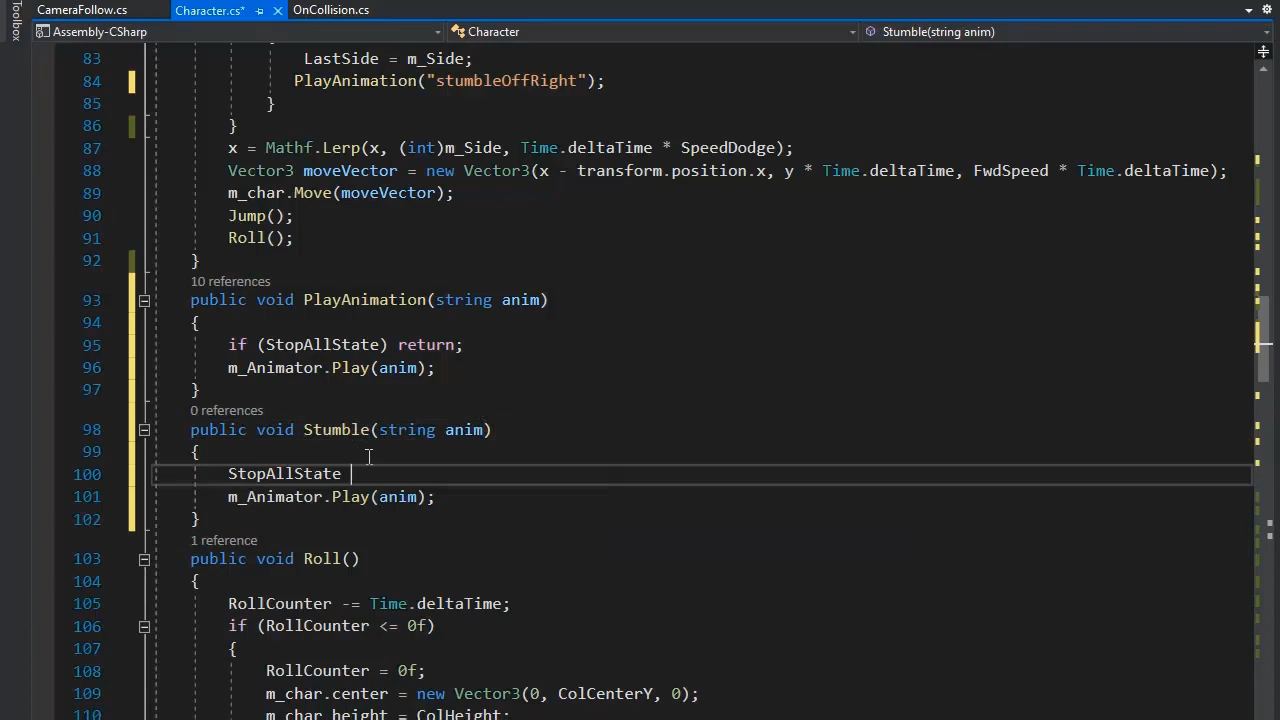 CameraFollow.cs Character.cs* OnCollision.cs
Toolbox
Assembly-CSharp Character Stumble(string anim)
83 LastSide = m_Side;
84 PlayAnimation("stumbleOffRight");
85 }
86 }
87 x = Mathf.Lerp(x, (int)m_Side, Time.deltaTime * SpeedDodge);
88 Vector3 moveVector = new Vector3(x - transform.position.x, y * Time.deltaTime, FwdSpeed * Time.deltaTime);
89 m_char.Move(moveVector);
90 Jump();
91 Roll();
92 }
10 references
93 public void PlayAnimation(string anim)
94 {
95 if (StopAllState) return;
96 m_Animator.Play(anim);
97 }
0 references
98 public void Stumble(string anim)
99 {
100 StopAllState
101 m_Animator.Play(anim);
102 }
1 reference
103 public void Roll()
104 {
105 RollCounter -= Time.deltaTime;
106 if (RollCounter <= 0f)
107 {
108 RollCounter = 0f;
109 m_char.center = new Vector3(0, ColCenterY, 0);
110 m_char.height = ColHeight;